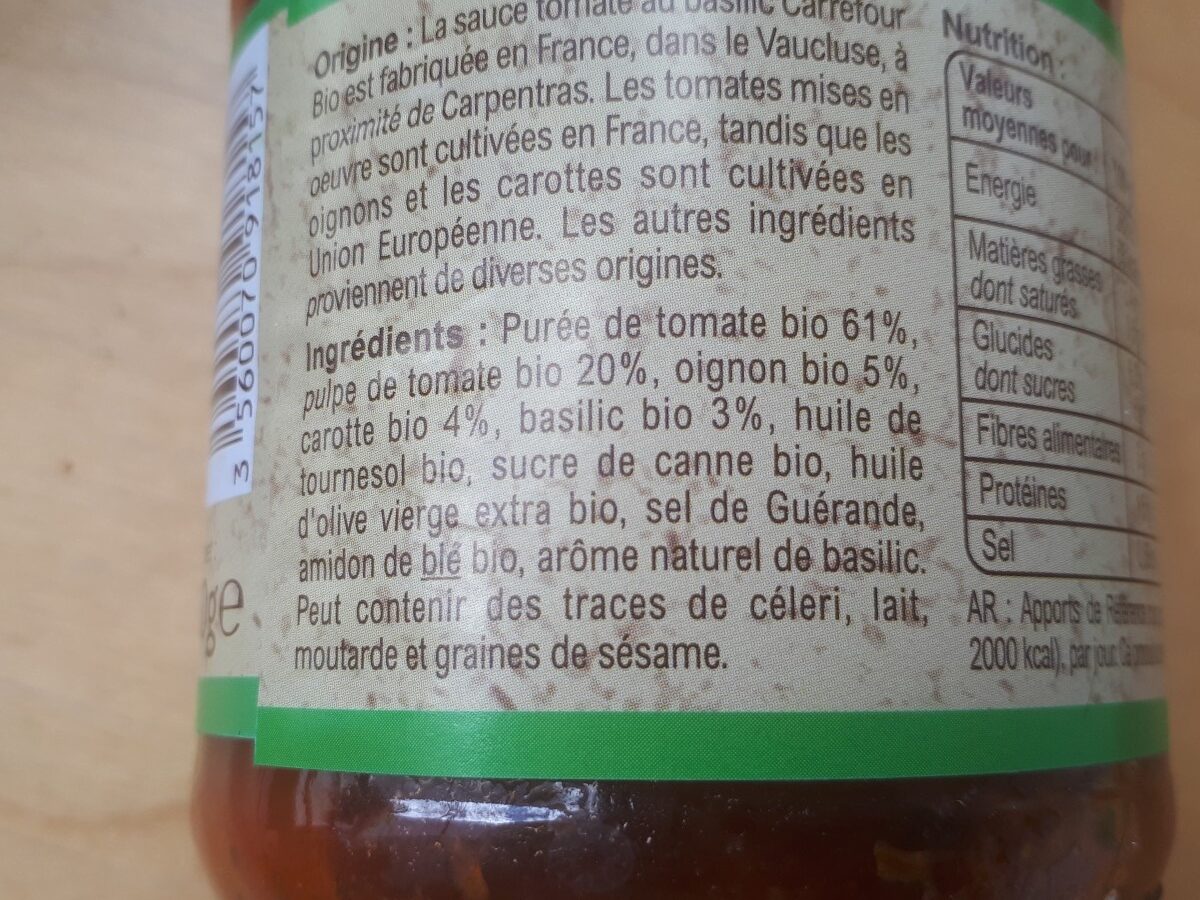 Origine : La sauce tomate au basilic Carrefour
Bio est fabriquée en France, dans le Vaucluse, à
proximité de Carpentras. Les tomates mises en
oeuvre sont cultivées en France, tandis que les
oignons et les carottes sont cultivées en
Union Européenne. Les autres ingrédients
proviennent de diverses origines.
Ingrédients : Purée de tomate bio 61%,
pulpe de tomate bio 20%, oignon bio 5%,
carotte bio 4%, basilic bio 3%, huile de
tournesol bio, sucre de canne bio, huile
d'olive vierge extra bio, sel de Guérande,
amidon de blé bio, arôme naturel de basilic.
Peut contenir des traces de céleri, lait,
moutarde et graines de sésame.
Nutrition :
Valeurs
moyennes pour
Énergie
Matières grasses
dont saturés
Glucides
dont sucres
Fibres alimentaires
Protéines
Sel
AR : Apports de Référence
2000 kcal), par jour.
3 560070 918157